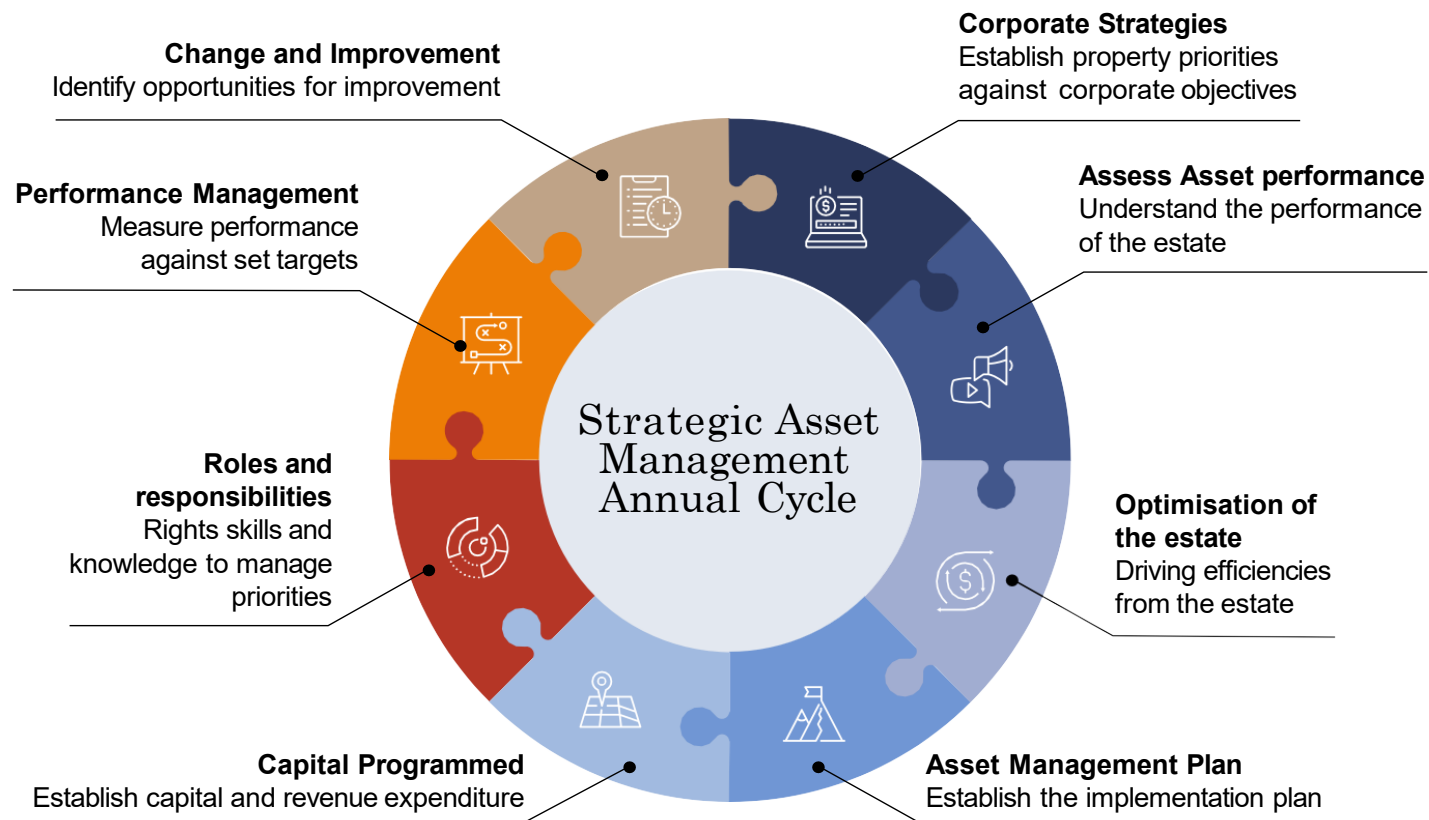 Corporate Strategies
Establish property priorities
against corporate objectives
Assess Asset performance
Understand the performance
of the estate
Optimisation of
the estate
Driving efficiencies
from the estate
Asset Management Plan
Establish the implementation plan
Capital Programmed
Establish capital and revenue expenditure
Roles and
responsibilities
Rights skills and
knowledge to manage
priorities
Performance Management
Measure performance
against set targets
Change and Improvement
Identify opportunities for improvement
Strategic Asset
Management
Annual Cycle